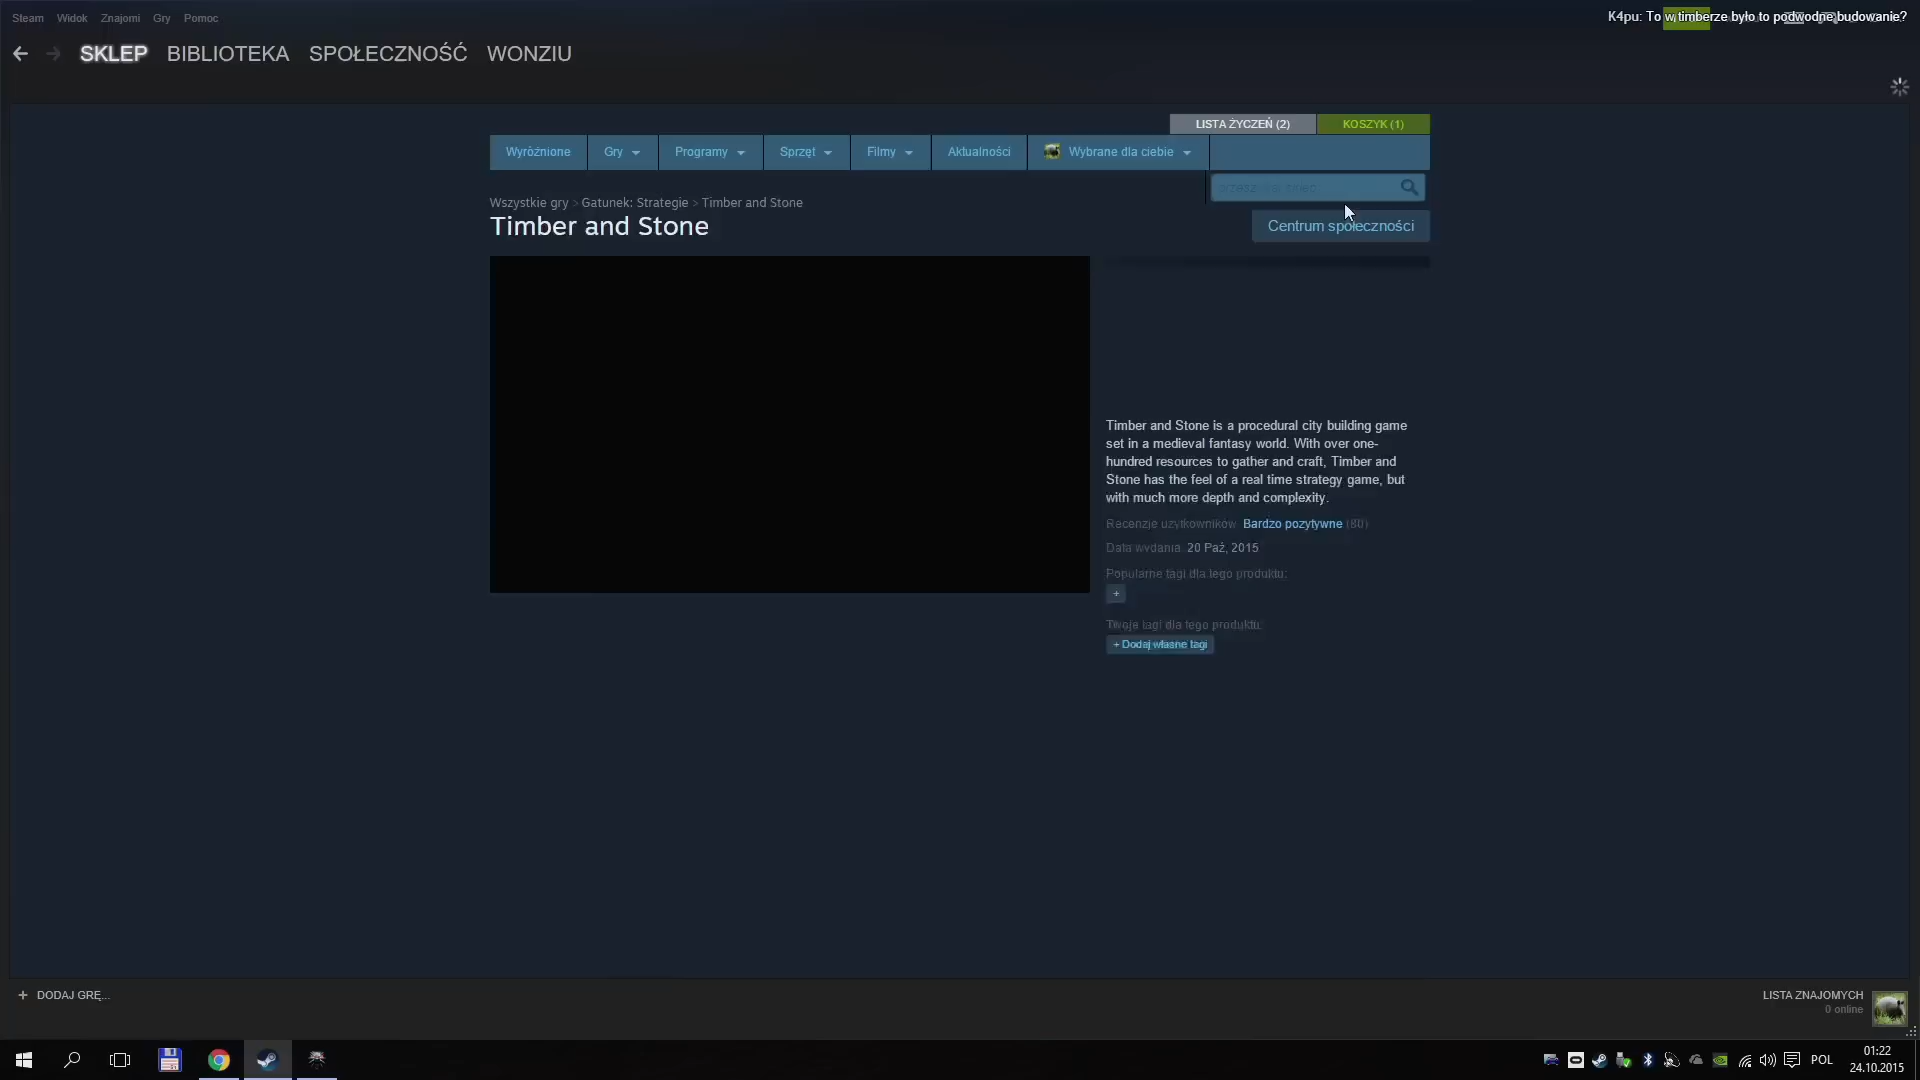 Steam Widok Znajomi Gry Pomoc
K4pu: To w timberze było to podwodne budowanie?
SKLEP BIBLIOTEKA SPOŁECZNOŚĆ WONZIU
LISTA ŻYCZEŃ (2) KOSZYK (1)
Wyróżnione Gry Programy Sprzęt Filmy Aktualności Wybrane dla ciebie
Wszystkie gry > Gatunek: Strategie > Timber and Stone
Timber and Stone
Centrum społeczności
Timber and Stone is a procedural city building game
set in a medieval fantasy world. With over one-
hundred resources to gather and craft, Timber and
Stone has the feel of a real time strategy game, but
with much more depth and complexity.
Recenzje użytkowników: Bardzo pozytywne (80)
Data wydania: 20 Paź, 2015
Popularne tagi dla tego produktu:
+
Twoje tagi dla tego produktu:
+ Dodaj własne tagi
+ DODAJ GRĘ...
LISTA ZNAJOMYCH
0 online
POL
01:22
24.10.2015